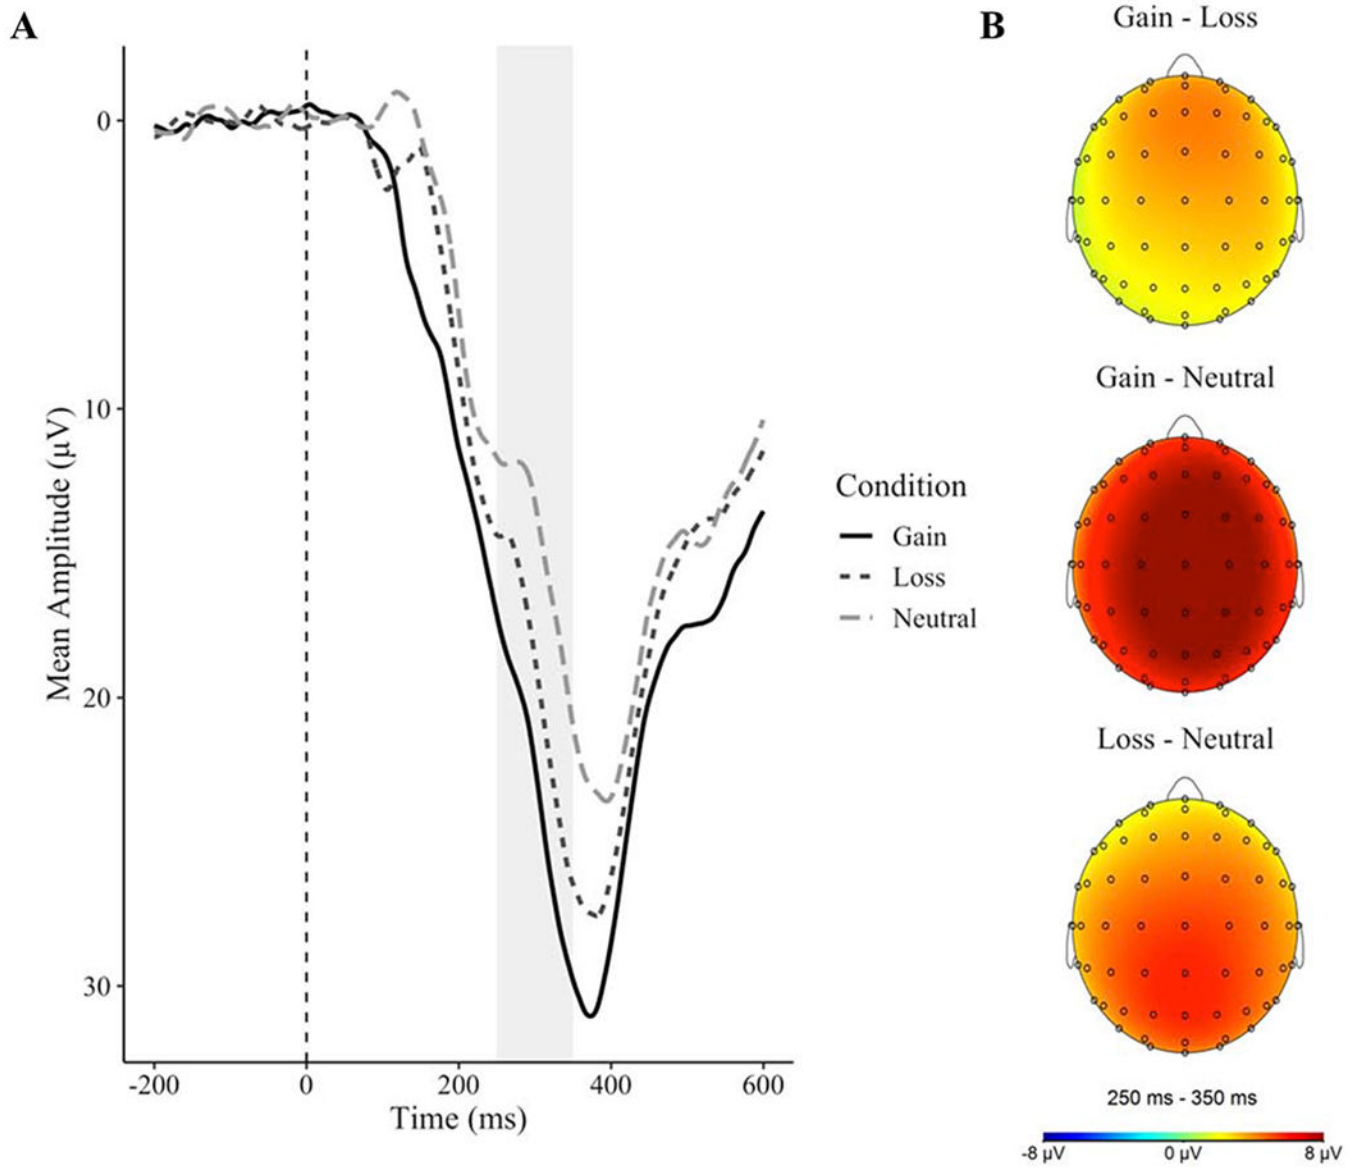 A
0
10
20
30
Mean Amplitude (µV)
-200
0
200
400
600
Time (ms)
Condition
Gain
Loss
Neutral
B
Gain - Loss
Gain - Neutral
Loss - Neutral
250 ms - 350 ms
-8 µV 0 µV 8 µV